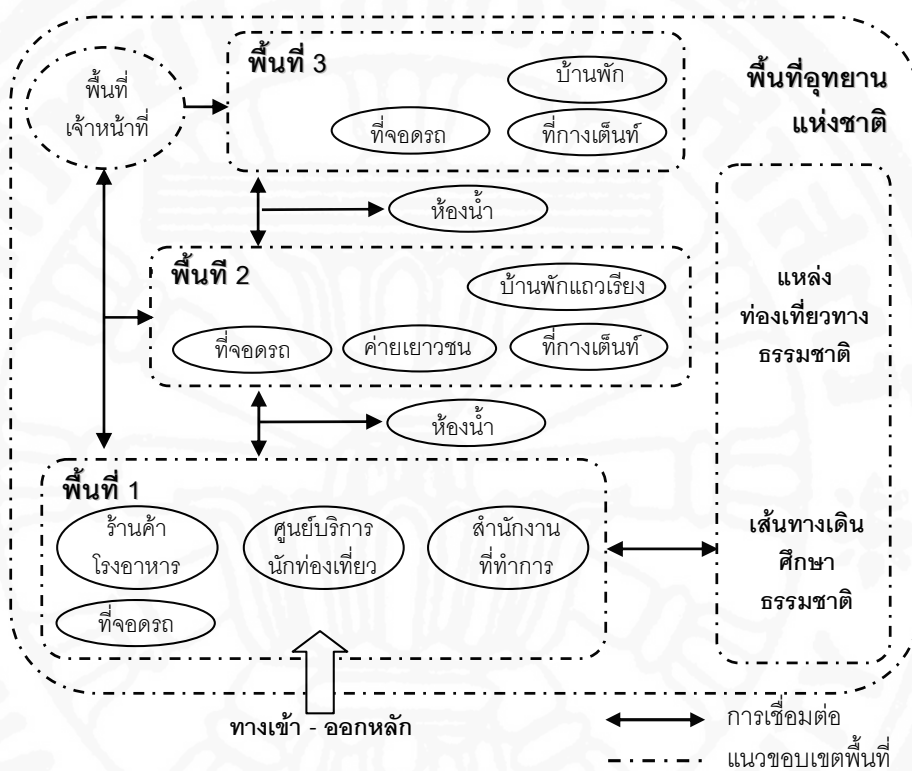 พื้นที่อุทยาน
แห่งชาติ
พื้นที่
เจ้าหน้าที่
พื้นที่ 3
บ้านพัก
ที่จอดรถ
ที่กางเต็นท์
ห้องน้ำ
พื้นที 2
บ้านพักแถวเรียง
ที่จอดรถ
ค่ายเยาวชน
ที่กางเต็นท์
ห้องน้ำ
พื้นที่ 1
ร้านค้า
โรงอาหาร
ศูนย์บริการ
นักท่องเที่ยว
สำนักงาน
ที่ทำการ
ที่จอดรถ
แหล่ง
ท่องเที่ยวทาง
ธรรมชาติ
เส้นทางเดิน
ศึกษา
ธรรมชาติ
ทางเข้า - ออกหลัก
การเชื่อมต่อ
แนวขอบเขตพื้นที่